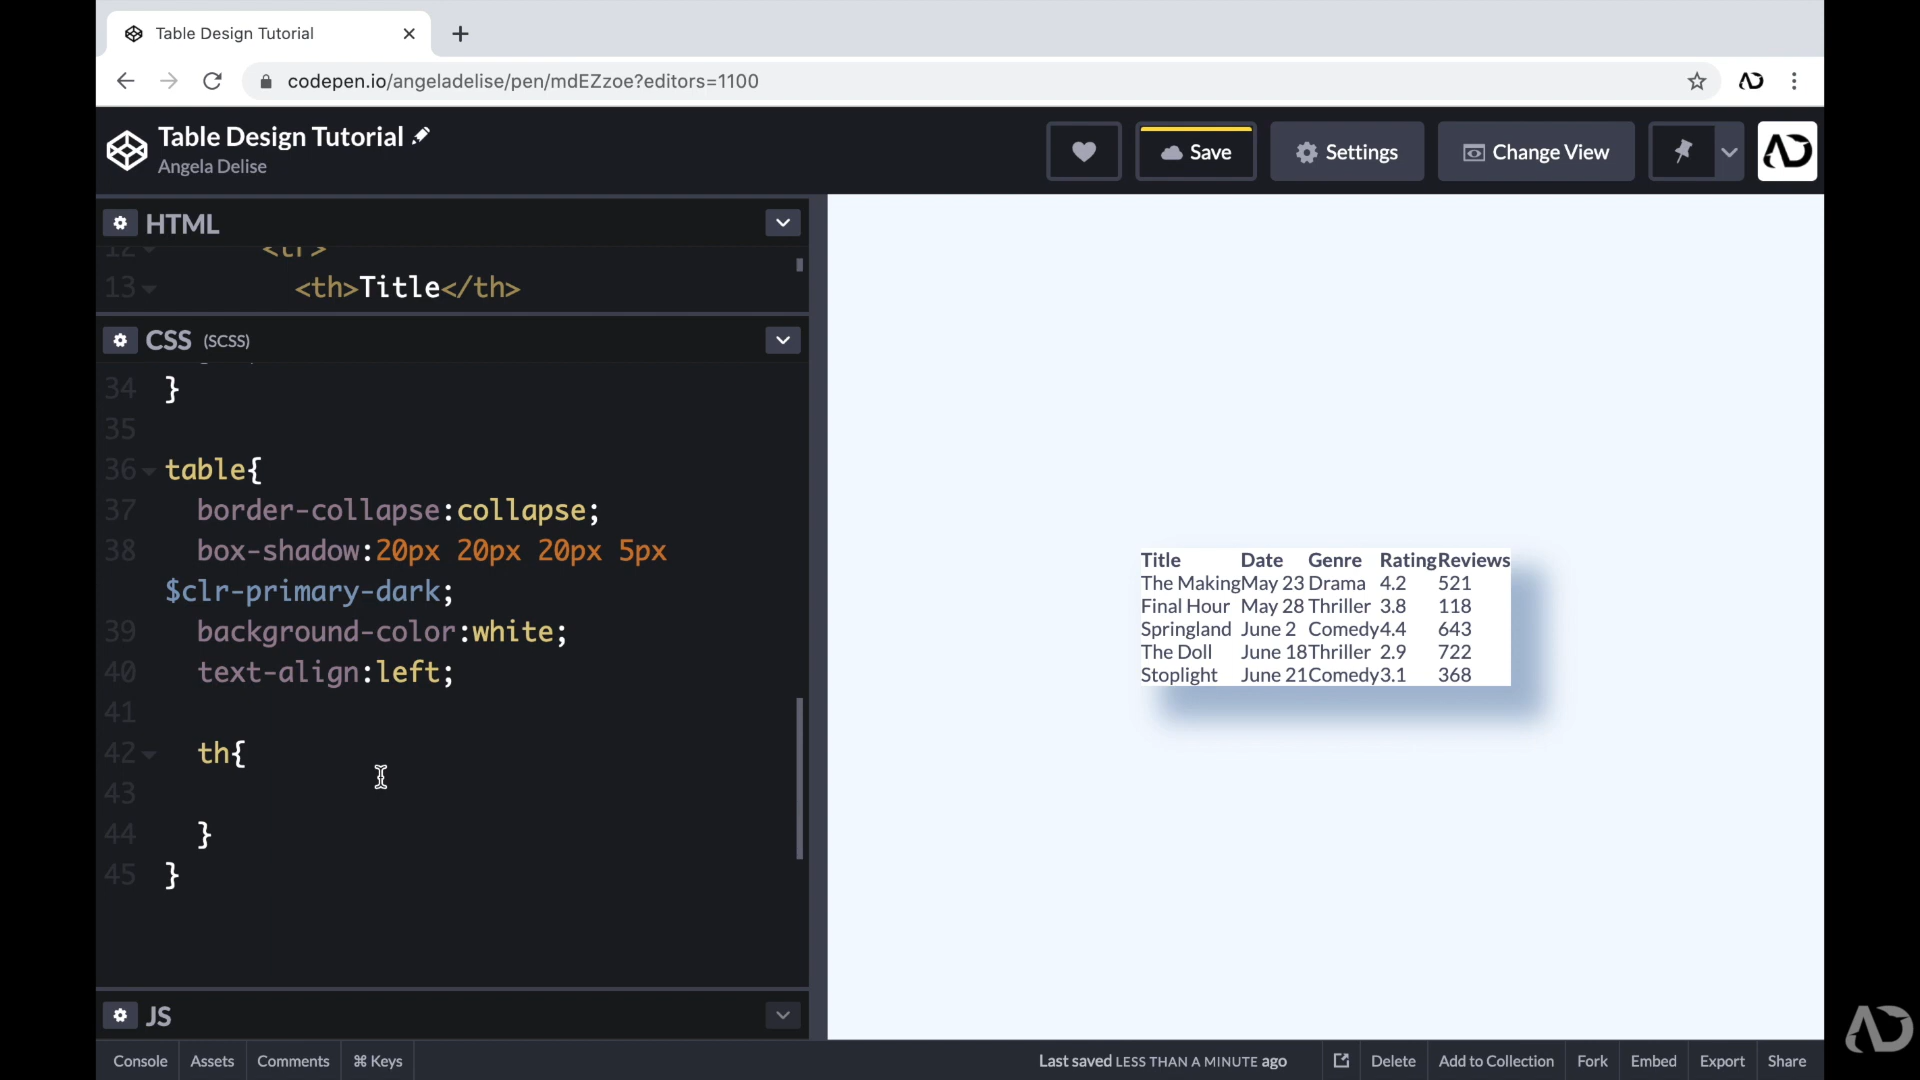 Table Design Tutorial
codepen.io/angeladelise/pen/mdEZzoe?editors=1100
Table Design Tutorial
Angela Delise
Save
Settings
Change View
HTML
12 <tr>
13 <th>Title</th>
CSS (SCSS)
34 }
35
36 table{
37 border-collapse:collapse;
38 box-shadow:20px 20px 20px 5px
$clr-primary-dark;
39 background-color:white;
40 text-align:left;
41
42 th{
43
44 }
45 }
JS
Title Date Genre Rating Reviews
The Making May 23 Drama 4.2 521
Final Hour May 28 Thriller 3.8 118
Springland June 2 Comedy 4.4 643
The Doll June 18 Thriller 2.9 722
Stoplight June 21 Comedy 3.1 368
Console Assets Comments ⌘ Keys Last saved LESS THAN A MINUTE ago Delete Add to Collection Fork Embed Export Share